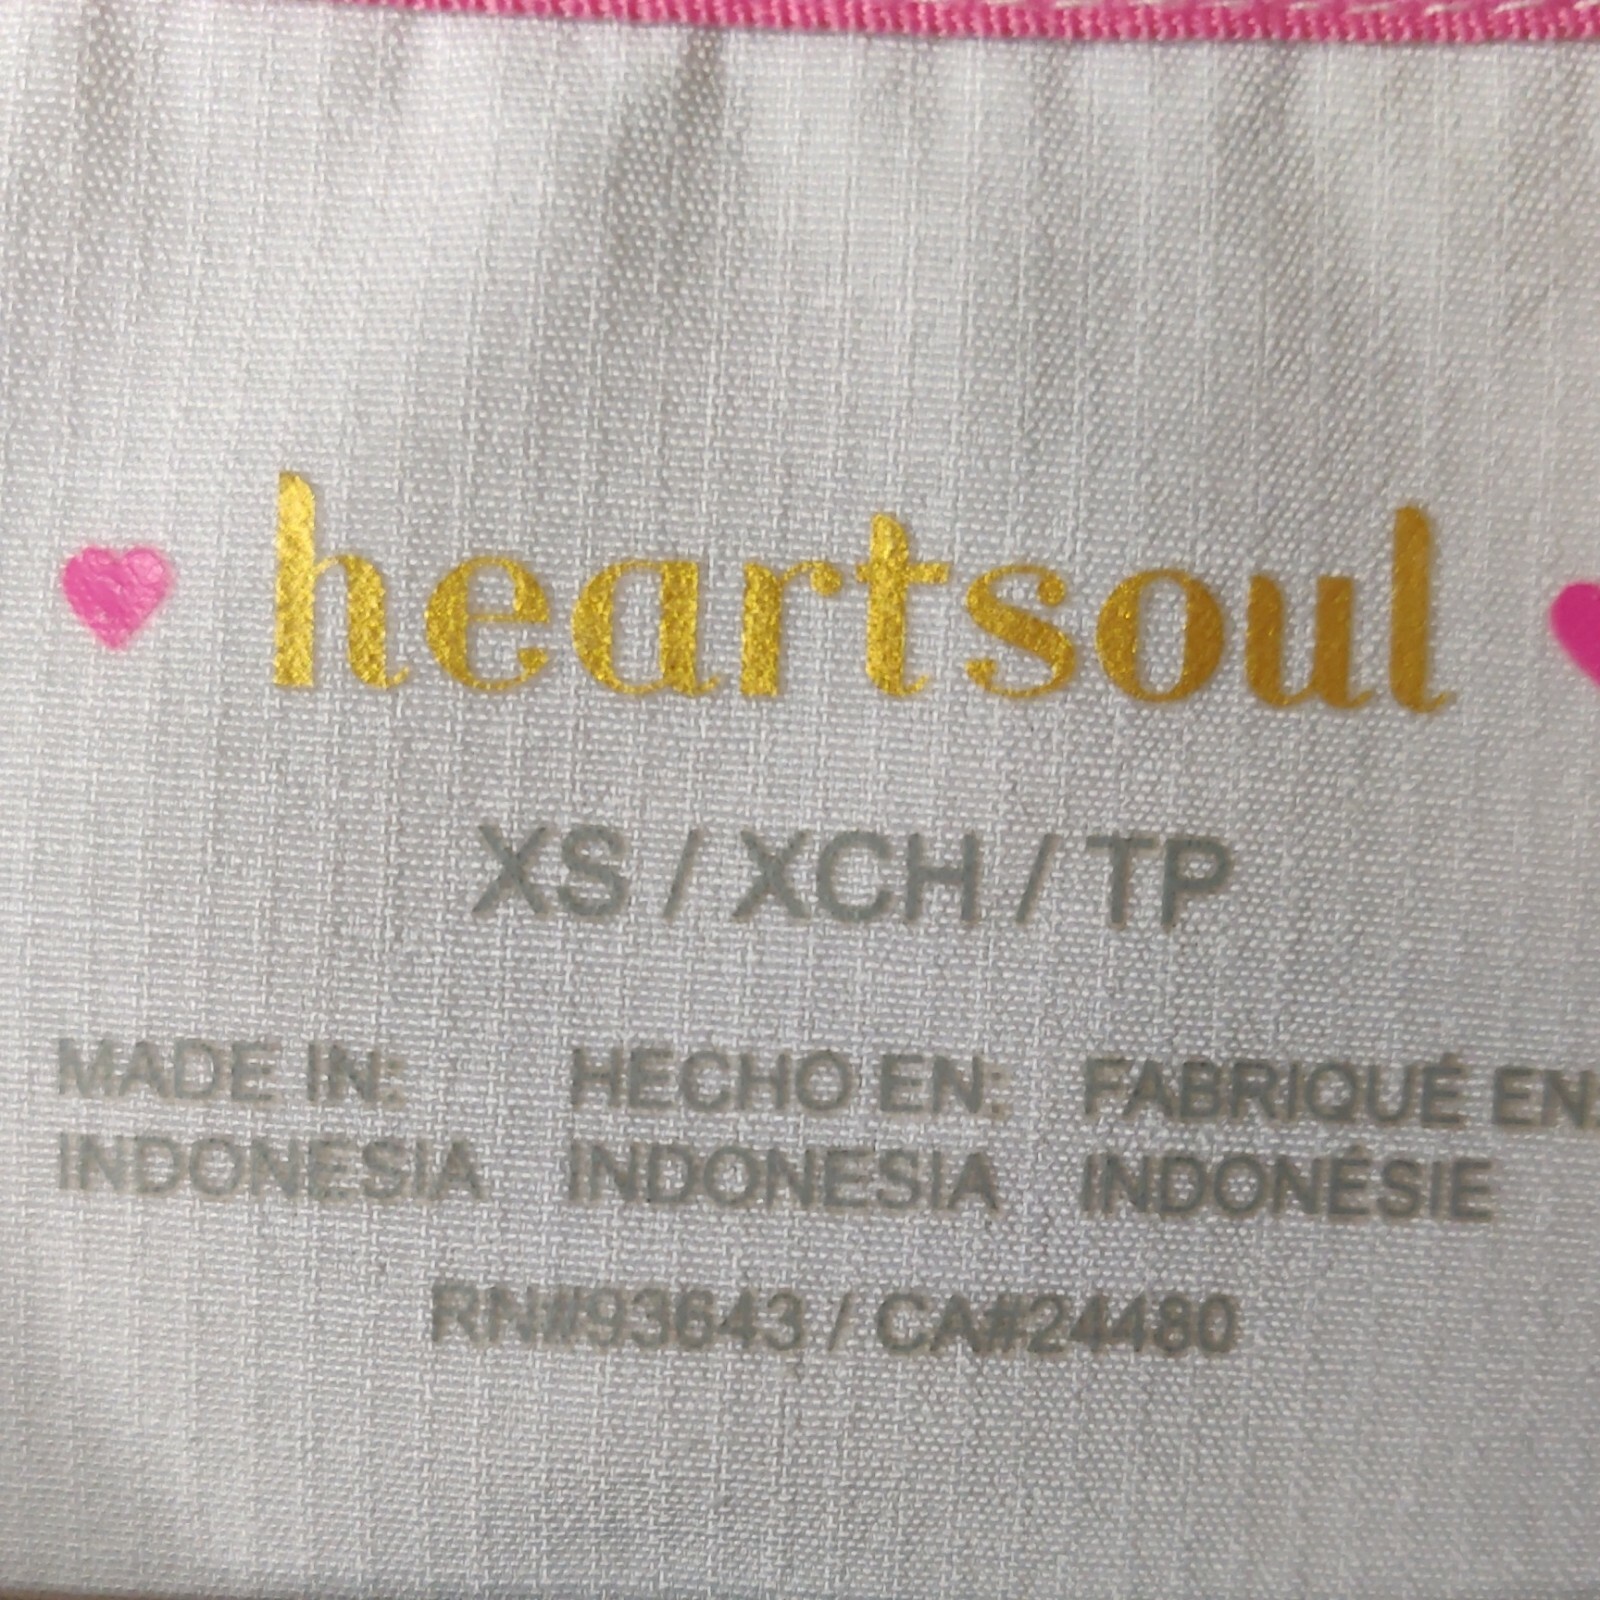 heartsoul
XS / XCH / TP
MADE IN: HECHO EN: FABRIQUÉ EN:
INDONESIA INDONESIA INDONÉSIE
RN#93643 / CA#24480